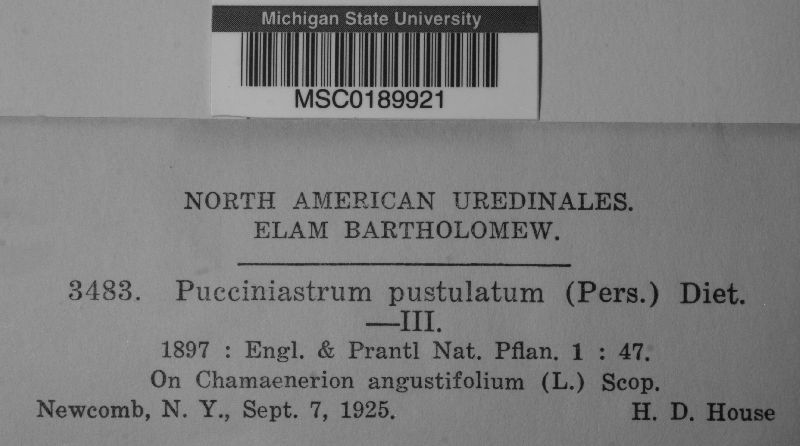 Michigan State University
MSC0189921
NORTH AMERICAN UREDINALES.
ELAM BARTHOLOMEW.
3483. Pucciniastrum pustulatum (Pers.) Diet.
—III.
1897 : Engl. & Prantl Nat. Pflan. 1 : 47.
On Chamaenerion angustifolium (L.) Scop.
Newcomb, N. Y., Sept. 7, 1925. H. D. House